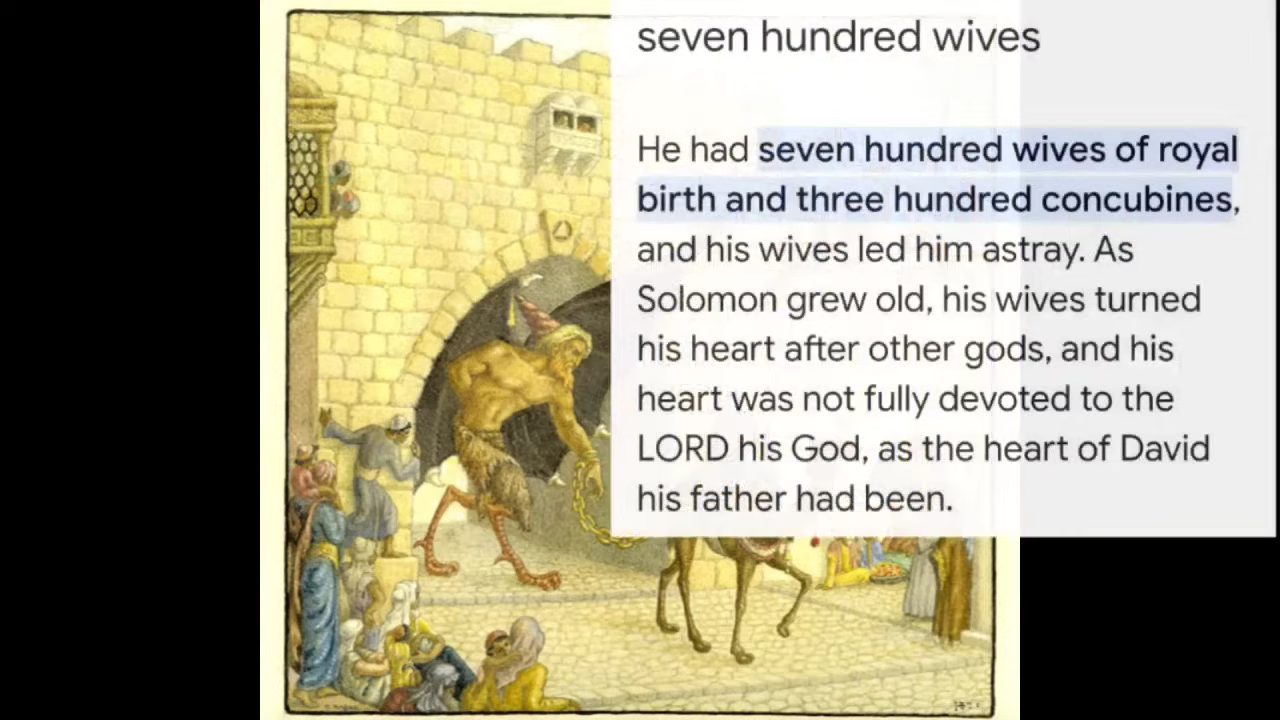 seven hundred wives
He had seven hundred wives of royal
birth and three hundred concubines,
and his wives led him astray. As
Solomon grew old, his wives turned
his heart after other gods, and his
heart was not fully devoted to the
LORD his God, as the heart of David
his father had been.